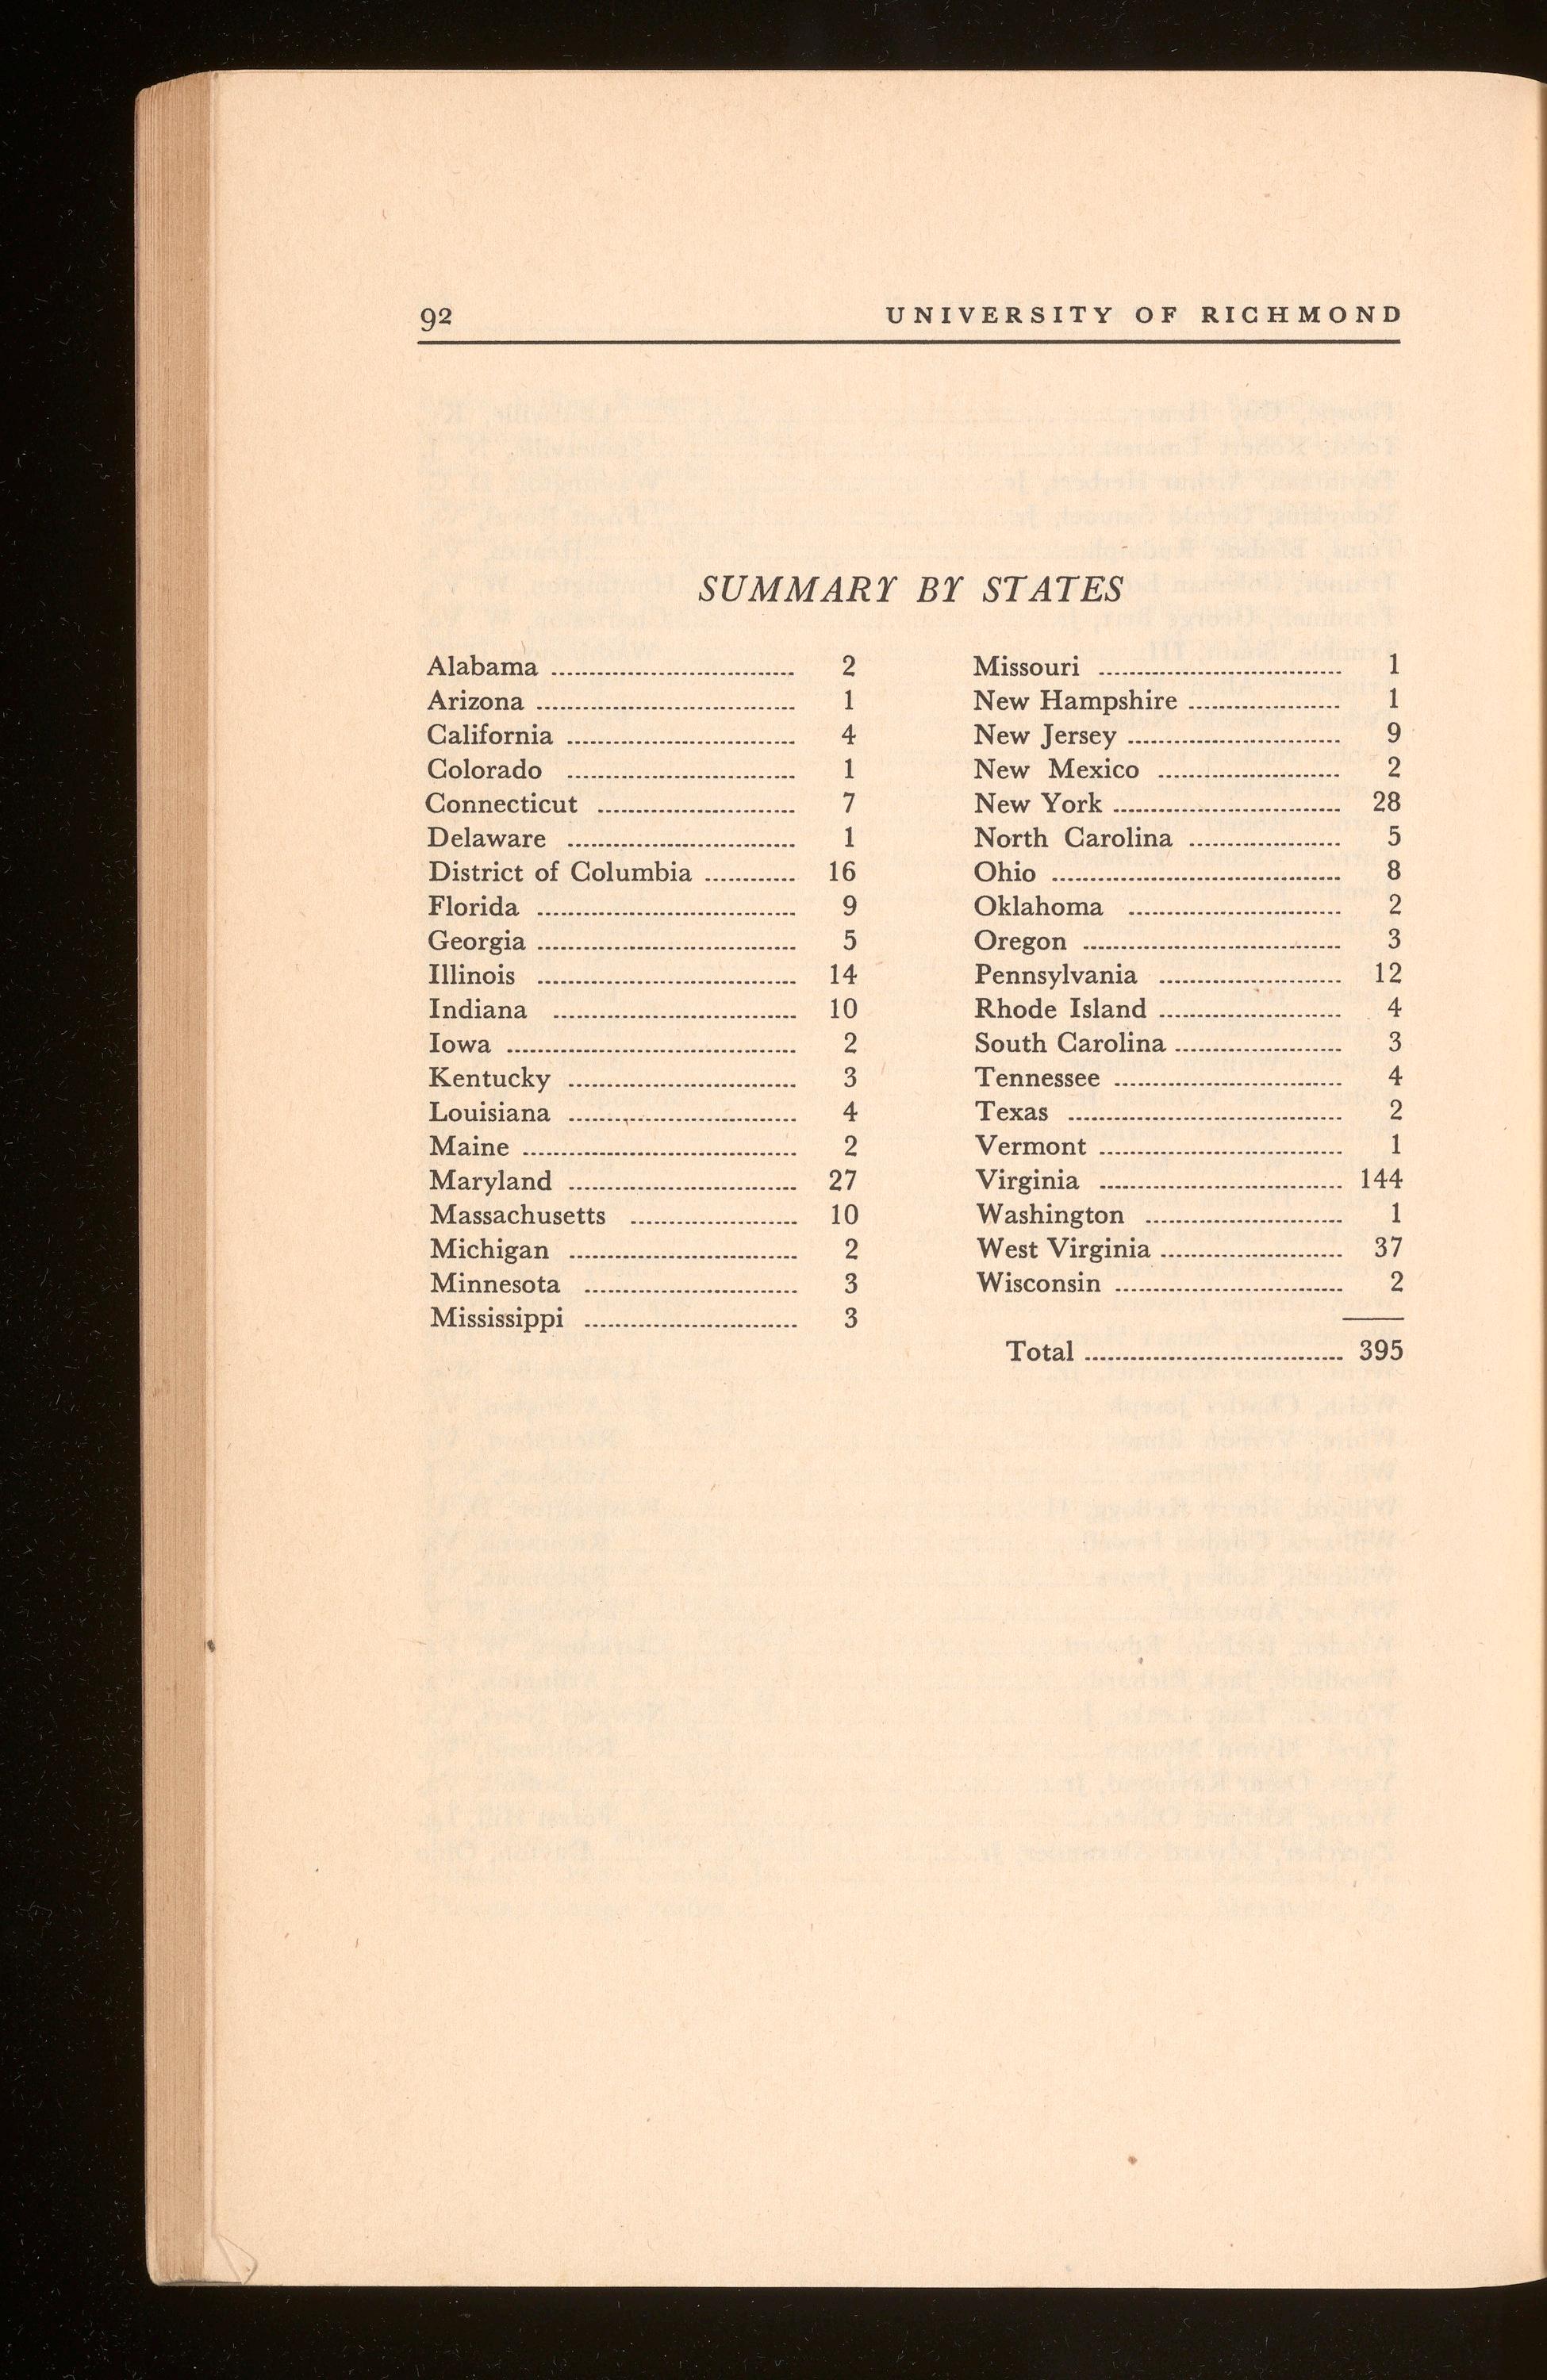 92 UNIVERSITY OF RICHMOND
SUMMARY BY STATES
Alabama ................................ 2
Arizona .................................. 1
California .............................. 4
Colorado .............................. 1
Connecticut .......................... 7
Delaware .............................. 1
District of Columbia ............ 16
Florida .................................. 9
Georgia .................................. 5
Illinois .................................. 14
Indiana ................................ 10
Iowa ...................................... 2
Kentucky .............................. 3
Louisiana .............................. 4
Maine .................................... 2
Maryland .............................. 27
Massachusetts ...................... 10
Michigan .............................. 2
Minnesota ............................ 3
Mississippi ............................ 3
Missouri ................................ 1
New Hampshire .................... 1
New Jersey ............................ 9
New Mexico ........................ 2
New York .............................. 28
North Carolina .................... 5
Ohio ...................................... 8
Oklahoma ............................ 2
Oregon .................................. 3
Pennsylvania ........................ 12
Rhode Island ........................ 4
South Carolina ...................... 3
Tennessee .............................. 4
Texas .................................... 2
Vermont ................................ 1
Virginia ................................ 144
Washington .......................... 1
West Virginia ........................ 37
Wisconsin .............................. 2
Total .................................. 395